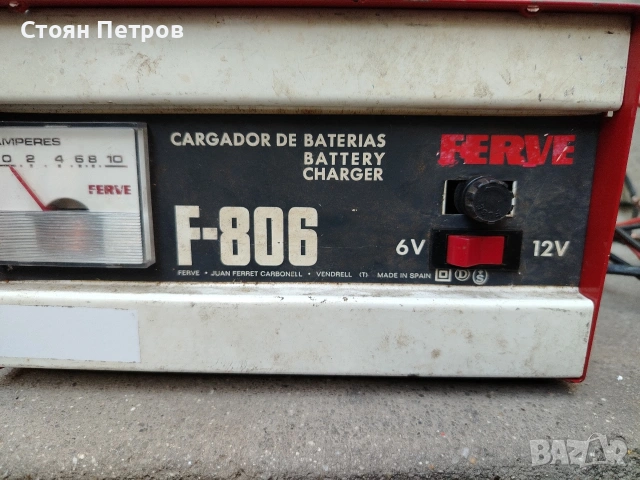 Стоян Петров
AMPERES
0 2 4 6 8 10
FERVE
CARGADOR DE BATERIAS
BATTERY
CHARGER
FERVE
F-806
6V 12V
FERVE • JUAN FERRET CARBONELL • VENDRELL (T) MADE IN SPAIN
BAZAR